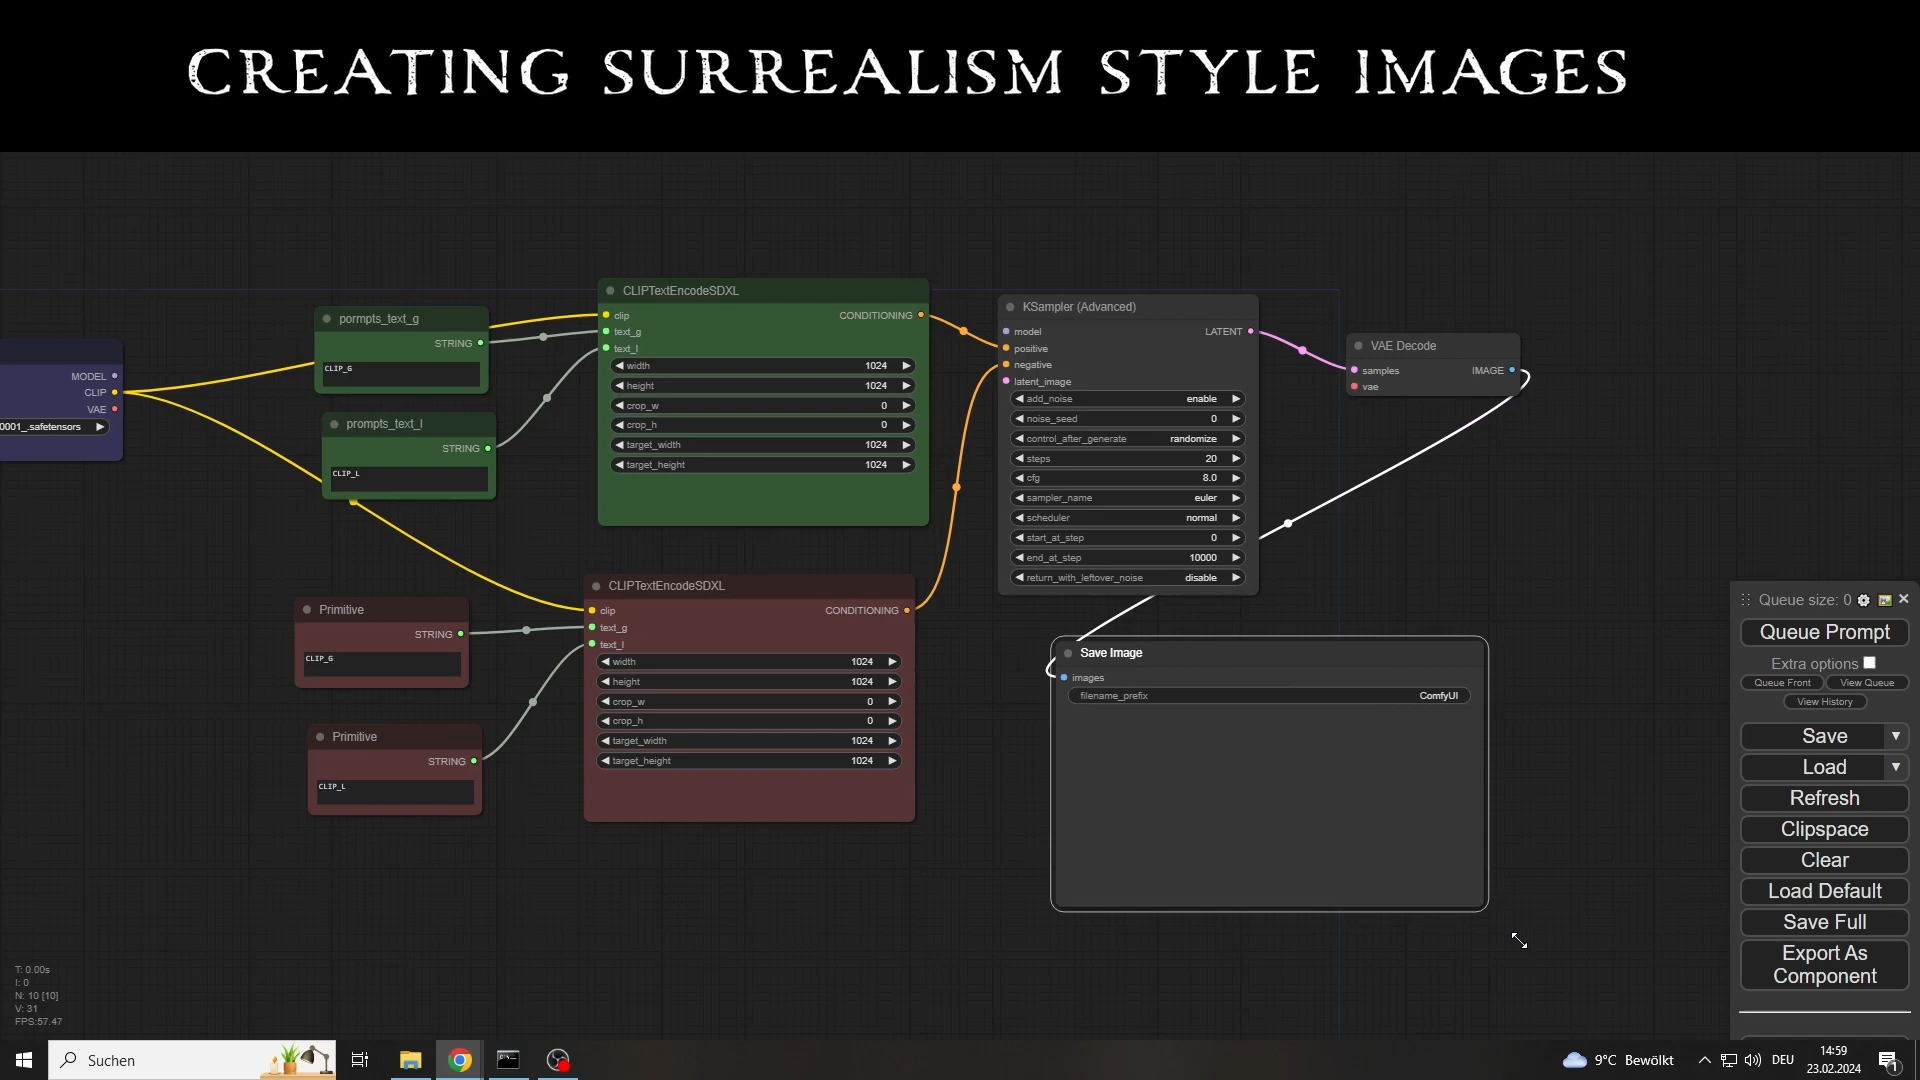 CREATING SURREALISM STYLE IMAGES
MODEL
CLIP
VAE
0001_.safetensors
pormpts_text_g
STRING
CLIP_G
prompts_text_l
STRING
CLIP_L
CLIPTextEncodeSDXL
clip CONDITIONING
text_g
text_l
width 1024
height 1024
crop_w 0
crop_h 0
target_width 1024
target_height 1024
Primitive
STRING
CLIP_G
Primitive
STRING
CLIP_L
CLIPTextEncodeSDXL
clip CONDITIONING
text_g
text_l
width 1024
height 1024
crop_w 0
crop_h 0
target_width 1024
target_height 1024
KSampler (Advanced)
model LATENT
positive
negative
latent_image
add_noise enable
noise_seed 0
control_after_generate randomize
steps 20
cfg 8.0
sampler_name euler
scheduler normal
start_at_step 0
end_at_step 10000
return_with_leftover_noise disable
VAE Decode
samples IMAGE
vae
Save Image
images
filename_prefix ComfyUI
Queue size: 0
Queue Prompt
Extra options
Queue Front View Queue
View History
Save
Load
Refresh
Clipspace
Clear
Load Default
Save Full
Export As
Component
T: 0.00s
I: 0
N: 10 [10]
V: 31
FPS:57.47
Suchen
9°C Bewölkt
DEU
14:59
23.02.2024
1